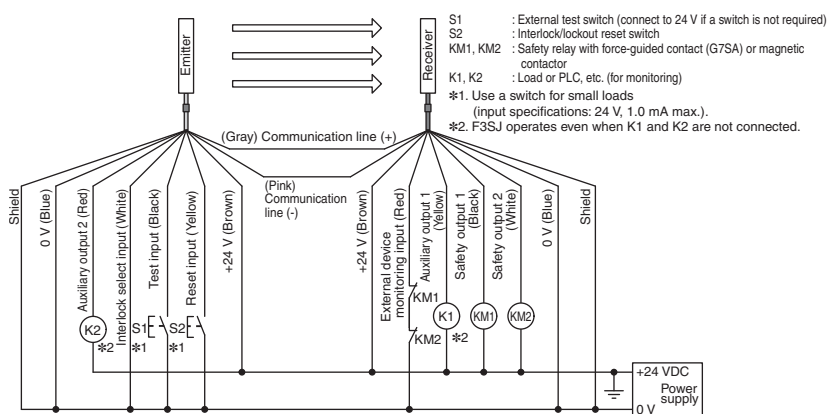 S1 : External test switch (connect to 24 V if a switch is not required)
S2 : Interlock/lockout reset switch
KM1, KM2 : Safety relay with force-guided contact (G7SA) or magnetic
contactor
K1, K2 : Load or PLC, etc. (for monitoring)
✽1. Use a switch for small loads
(input specifications: 24 V, 1.0 mA max.).
✽2. F3SJ operates even when K1 and K2 are not connected.
Emitter
Receiver
(Gray) Communication line (+)
(Pink)
Communication
line (-)
Shield
0 V (Blue)
Auxiliary output 2 (Red)
Interlock select input (White)
Test input (Black)
Reset input (Yellow)
+24 V (Brown)
+24 V (Brown)
External device
monitoring input (Red)
Auxiliary output 1
(Yellow)
Safety output 1
(Black)
Safety output 2
(White)
0 V (Blue)
Shield
K2
✽2
S1
✽1
S2
✽1
KM1
KM2
K1
✽2
KM1
KM2
+24 VDC
Power
supply
0 V